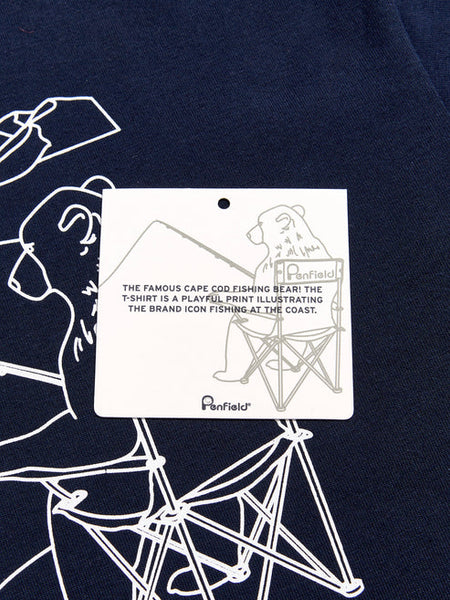 Penfield
THE FAMOUS CAPE COD FISHING BEAR! THE
T-SHIRT IS A PLAYFUL PRINT ILLUSTRATING
THE BRAND ICON FISHING AT THE COAST.
Penfield®